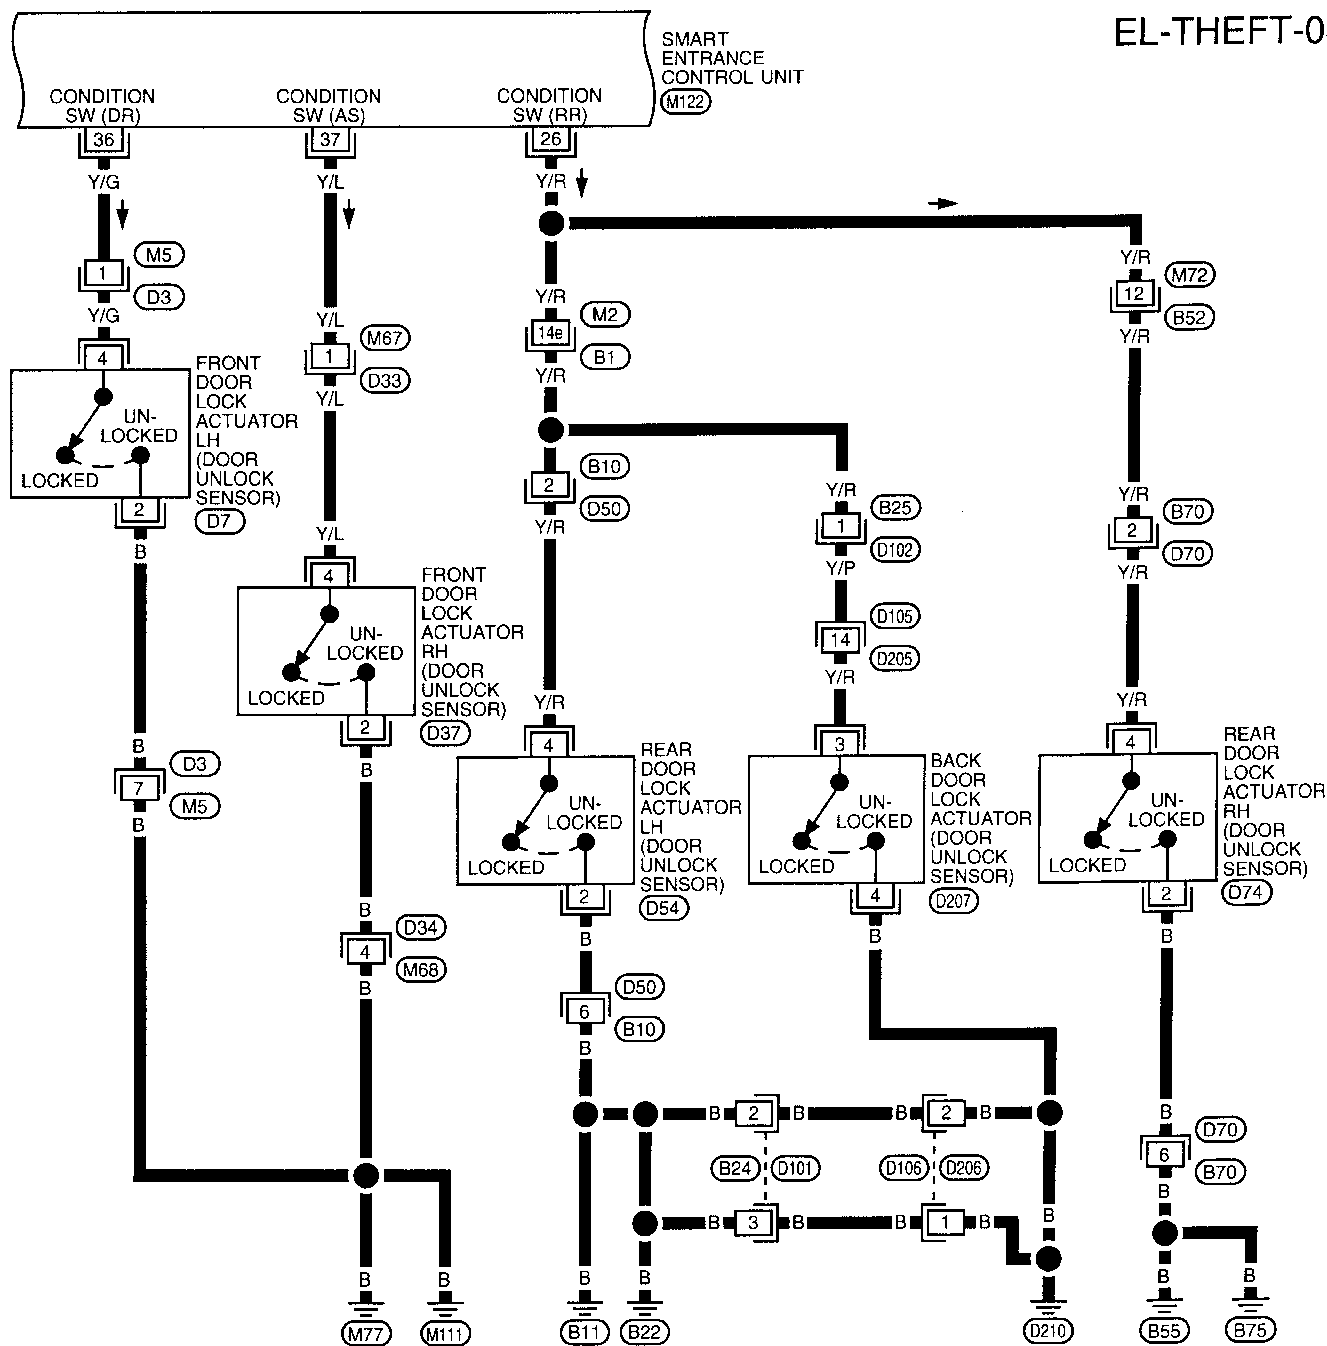 EL-THEFT-0
SMART
ENTRANCE
CONTROL UNIT
M122
CONDITION
SW (DR)
CONDITION
SW (AS)
CONDITION
SW (RR)
36
37
26
Y/G
Y/L
Y/R
1
M5
D3
Y/G
4
FRONT
DOOR
LOCK
ACTUATOR
LH
(DOOR
UNLOCK
SENSOR)
D7
UN-
LOCKED
LOCKED
2
B
B
7
D3
M5
B
Y/L
1
M67
D33
Y/L
Y/L
4
FRONT
DOOR
LOCK
ACTUATOR
RH
(DOOR
UNLOCK
SENSOR)
D37
UN-
LOCKED
LOCKED
2
B
B
4
D34
M68
B
B
B
M77
M111
Y/R
14e
M2
B1
Y/R
2
B10
D50
Y/R
Y/R
4
REAR
DOOR
LOCK
ACTUATOR
LH
(DOOR
UNLOCK
SENSOR)
D54
UN-
LOCKED
LOCKED
2
B
6
D50
B10
B
B
B
B11
B22
Y/R
1
B25
D102
Y/P
14
D105
D205
Y/R
3
BACK
DOOR
LOCK
ACTUATOR
(DOOR
UNLOCK
SENSOR)
D207
UN-
LOCKED
LOCKED
4
B
B 2 B B 2 B
B24 D101 D106 D206
B 3 B B 1 B
B
D210
Y/R
12
M72
B52
Y/R
Y/R
2
B70
D70
Y/R
Y/R
4
REAR
DOOR
LOCK
ACTUATOR
RH
(DOOR
UNLOCK
SENSOR)
D74
UN-
LOCKED
LOCKED
2
B
B
6
D70
B70
B
B
B
B55
B75